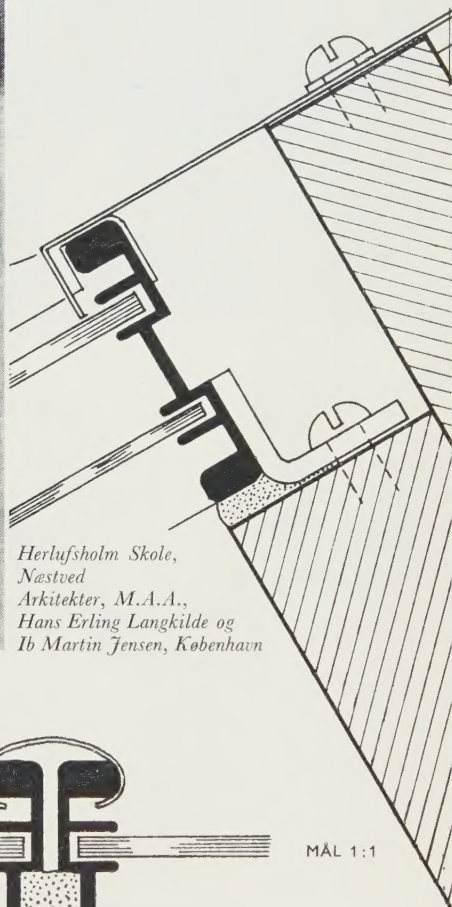 Herlufsholm Skole,
Næstved
Arkitekter, M.A.A.,
Hans Erling Langkilde og
Ib Martin Jensen, København
MÅL 1:1